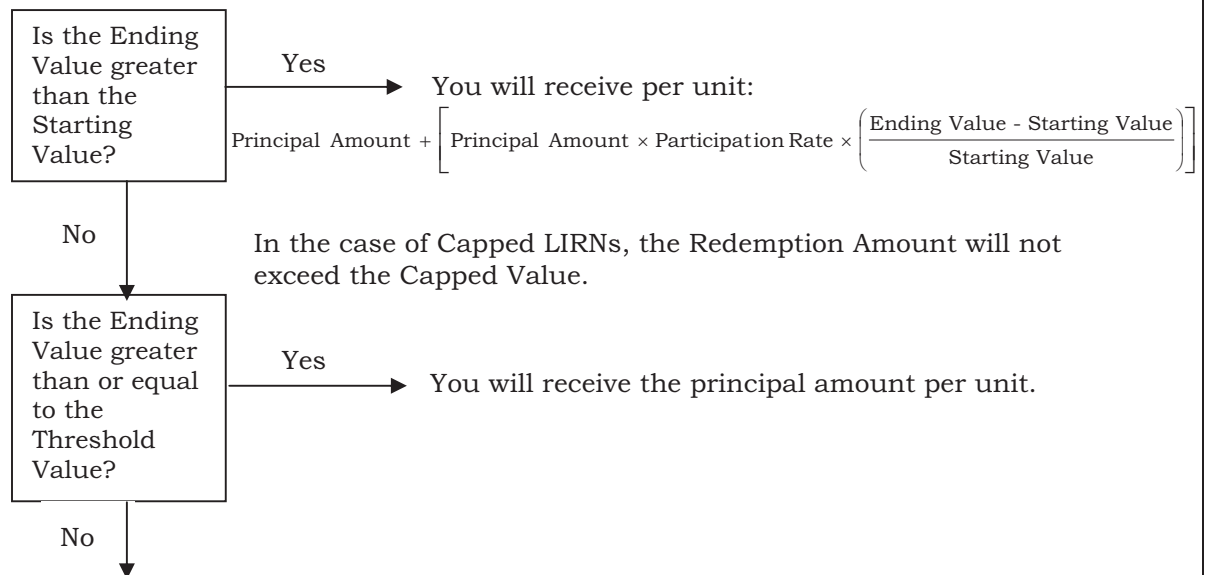 Is the Ending
Value greater
than the
Starting
Value?
Yes
You will receive per unit:
Principal Amount + [ Principal Amount × Participation Rate × ( Ending Value - Starting Value / Starting Value ) ]
No
In the case of Capped LIRNs, the Redemption Amount will not
exceed the Capped Value.
Is the Ending
Value greater
than or equal
to the
Threshold
Value?
Yes
You will receive the principal amount per unit.
No